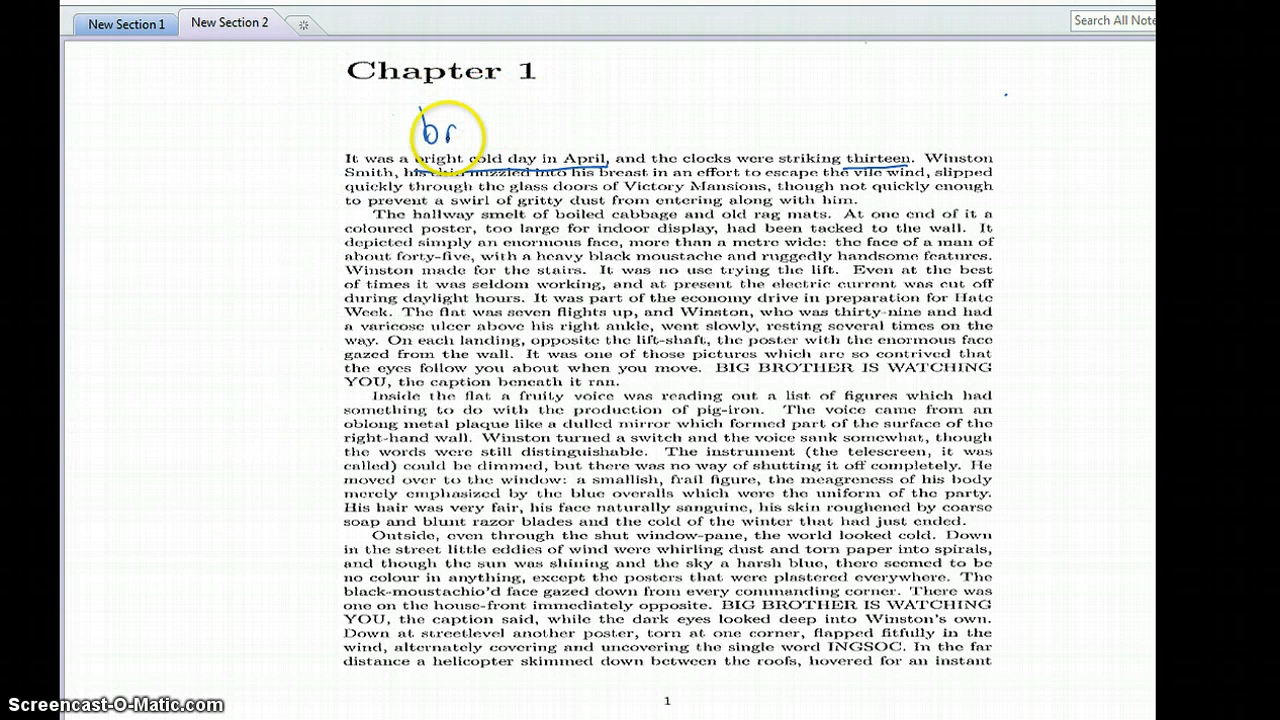 New Section 1
New Section 2
Search All Note
Chapter 1
br
It was a bright cold day in April, and the clocks were striking thirteen. Winston
Smith, his chin nuzzled into his breast in an effort to escape the vile wind, slipped
quickly through the glass doors of Victory Mansions, though not quickly enough
to prevent a swirl of gritty dust from entering along with him.
The hallway smelt of boiled cabbage and old rag mats. At one end of it a
coloured poster, too large for indoor display, had been tacked to the wall. It
depicted simply an enormous face, more than a metre wide: the face of a man of
about forty-five, with a heavy black moustache and ruggedly handsome features.
Winston made for the stairs. It was no use trying the lift. Even at the best
of times it was seldom working, and at present the electric current was cut off
during daylight hours. It was part of the economy drive in preparation for Hate
Week. The flat was seven flights up, and Winston, who was thirty-nine and had
a varicose ulcer above his right ankle, went slowly, resting several times on the
way. On each landing, opposite the lift-shaft, the poster with the enormous face
gazed from the wall. It was one of those pictures which are so contrived that
the eyes follow you about when you move. BIG BROTHER IS WATCHING
YOU, the caption beneath it ran.
Inside the flat a fruity voice was reading out a list of figures which had
something to do with the production of pig-iron. The voice came from an
oblong metal plaque like a dulled mirror which formed part of the surface of the
right-hand wall. Winston turned a switch and the voice sank somewhat, though
the words were still distinguishable. The instrument (the telescreen, it was
called) could be dimmed, but there was no way of shutting it off completely. He
moved over to the window: a smallish, frail figure, the meagreness of his body
merely emphasized by the blue overalls which were the uniform of the party.
His hair was very fair, his face naturally sanguine, his skin roughened by coarse
soap and blunt razor blades and the cold of the winter that had just ended.
Outside, even through the shut window-pane, the world looked cold. Down
in the street little eddies of wind were whirling dust and torn paper into spirals,
and though the sun was shining and the sky a harsh blue, there seemed to be
no colour in anything, except the posters that were plastered everywhere. The
black-moustachio'd face gazed down from every commanding corner. There was
one on the house-front immediately opposite. BIG BROTHER IS WATCHING
YOU, the caption said, while the dark eyes looked deep into Winston's own.
Down at streetlevel another poster, torn at one corner, flapped fitfully in the
wind, alternately covering and uncovering the single word INGSOC. In the far
distance a helicopter skimmed down between the roofs, hovered for an instant
1
Screencast-O-Matic.com